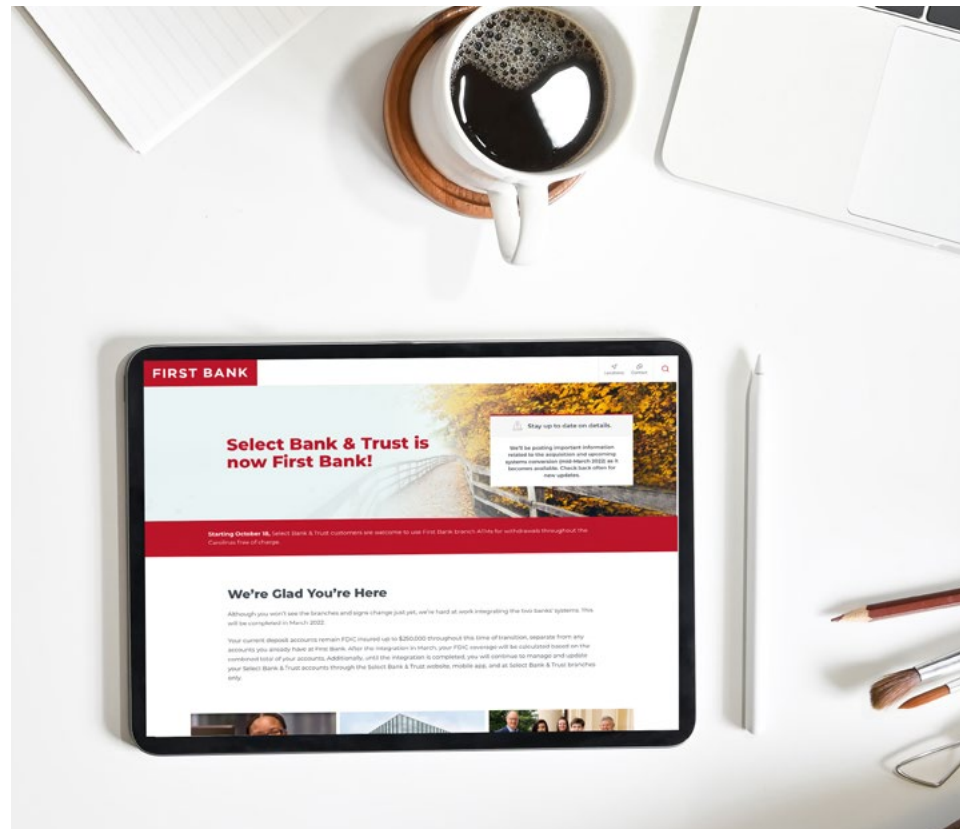 FIRST BANK
Locations
Contact
Select Bank & Trust is
now First Bank!
Stay up to date on details.
We'll be posting important information
related to the acquisition and upcoming
systems conversion (mid-March 2022) as it
becomes available. Check back often for
new updates.
Starting October 18, Select Bank & Trust customers are welcome to use First Bank branch ATMs for withdrawals throughout the
Carolinas free of charge.
We're Glad You're Here
Although you won't see the branches and signs change just yet, we're hard at work integrating the two banks' systems. This
will be completed in March 2022.
Your current deposit accounts remain FDIC insured up to $250,000 throughout this time of transition, separate from any
accounts you already have at First Bank. After the integration in March, your FDIC coverage will be calculated based on the
combined total of your accounts. Additionally, until the integration is completed, you will continue to manage and update
your Select Bank & Trust accounts through the Select Bank & Trust website, mobile app, and at Select Bank & Trust branches
only.